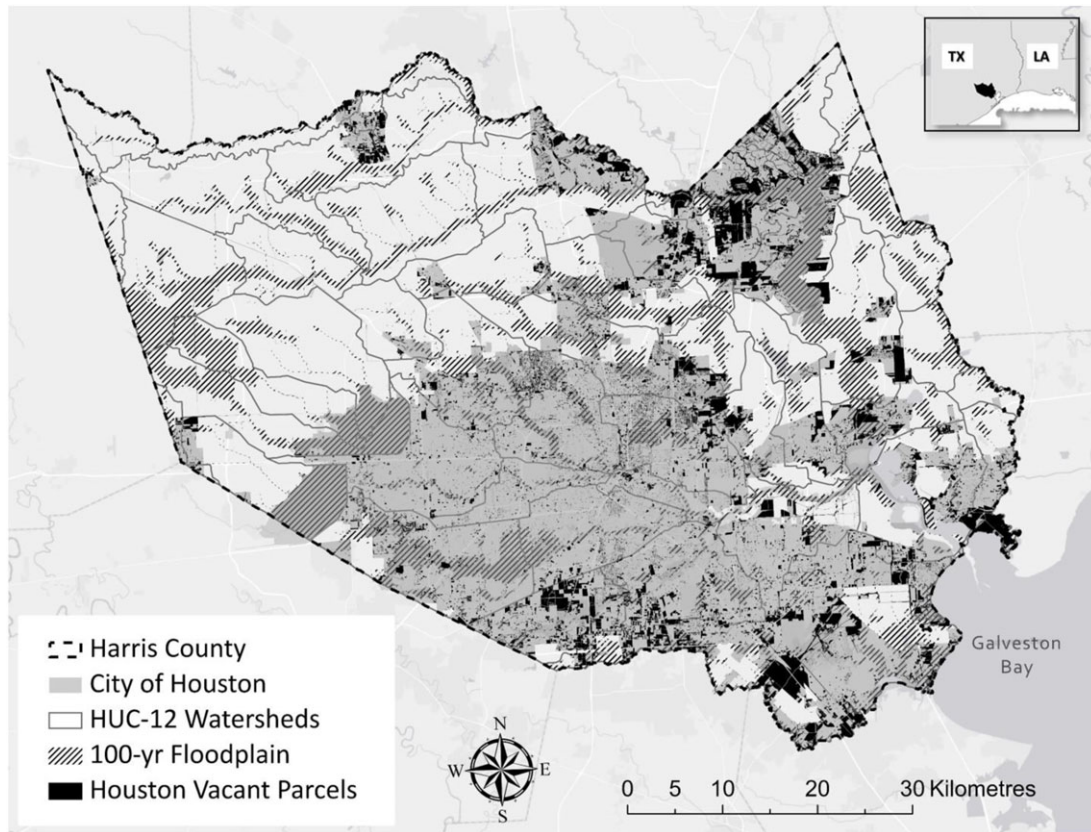 TX
LA
Galveston
Bay
Harris County
City of Houston
HUC-12 Watersheds
100-yr Floodplain
Houston Vacant Parcels
N
W
E
S
0
5
10
20
30 Kilometres